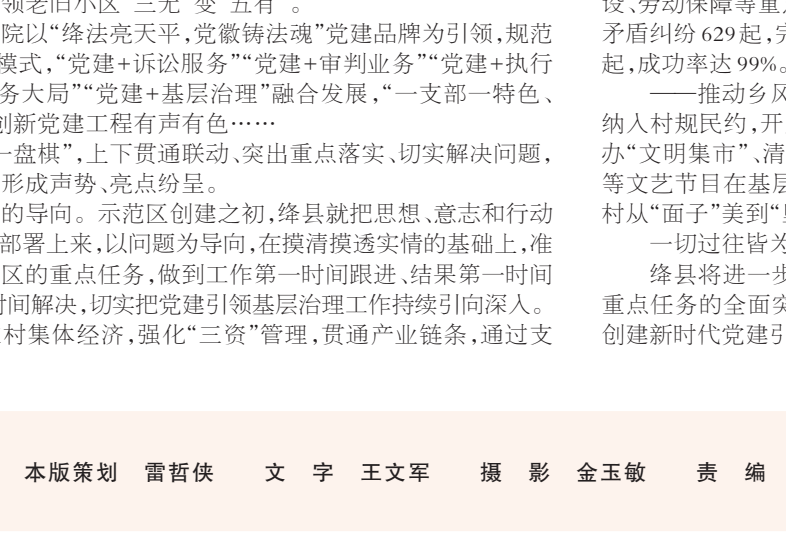 领老旧小区“三无”变“五有”。
院以“绛法亮天平，党徽铸法魂”党建品牌为引领，规范
模式，“党建+诉讼服务”“党建+审判业务”“党建+执行
务大局”“党建+基层治理”融合发展，“一支部一特色、
创新党建工程有声有色……
一盘棋”，上下贯通联动、突出重点落实、切实解决问题，
形成声势、亮点纷呈。
的导向。示范区创建之初，绛县就把思想、意志和行动
部署上来，以问题为导向，在摸清摸透实情的基础上，准
区的重点任务，做到工作第一时间跟进、结果第一时间
时间解决，切实把党建引领基层治理工作持续引向深入。
村集体经济，强化“三资”管理，贯通产业链条，通过支
设、劳动保障等重
矛盾纠纷629起，完
起，成功率达99%。
——推动乡风
纳入村规民约，开
办“文明集市”、清
等文艺节目在基层
村从“面子”美到“
一切过往皆为
绛县将进一步
重点任务的全面突
创建新时代党建引
本版策划 雷哲侠 文 字 王文军 摄 影 金玉敏 责 编